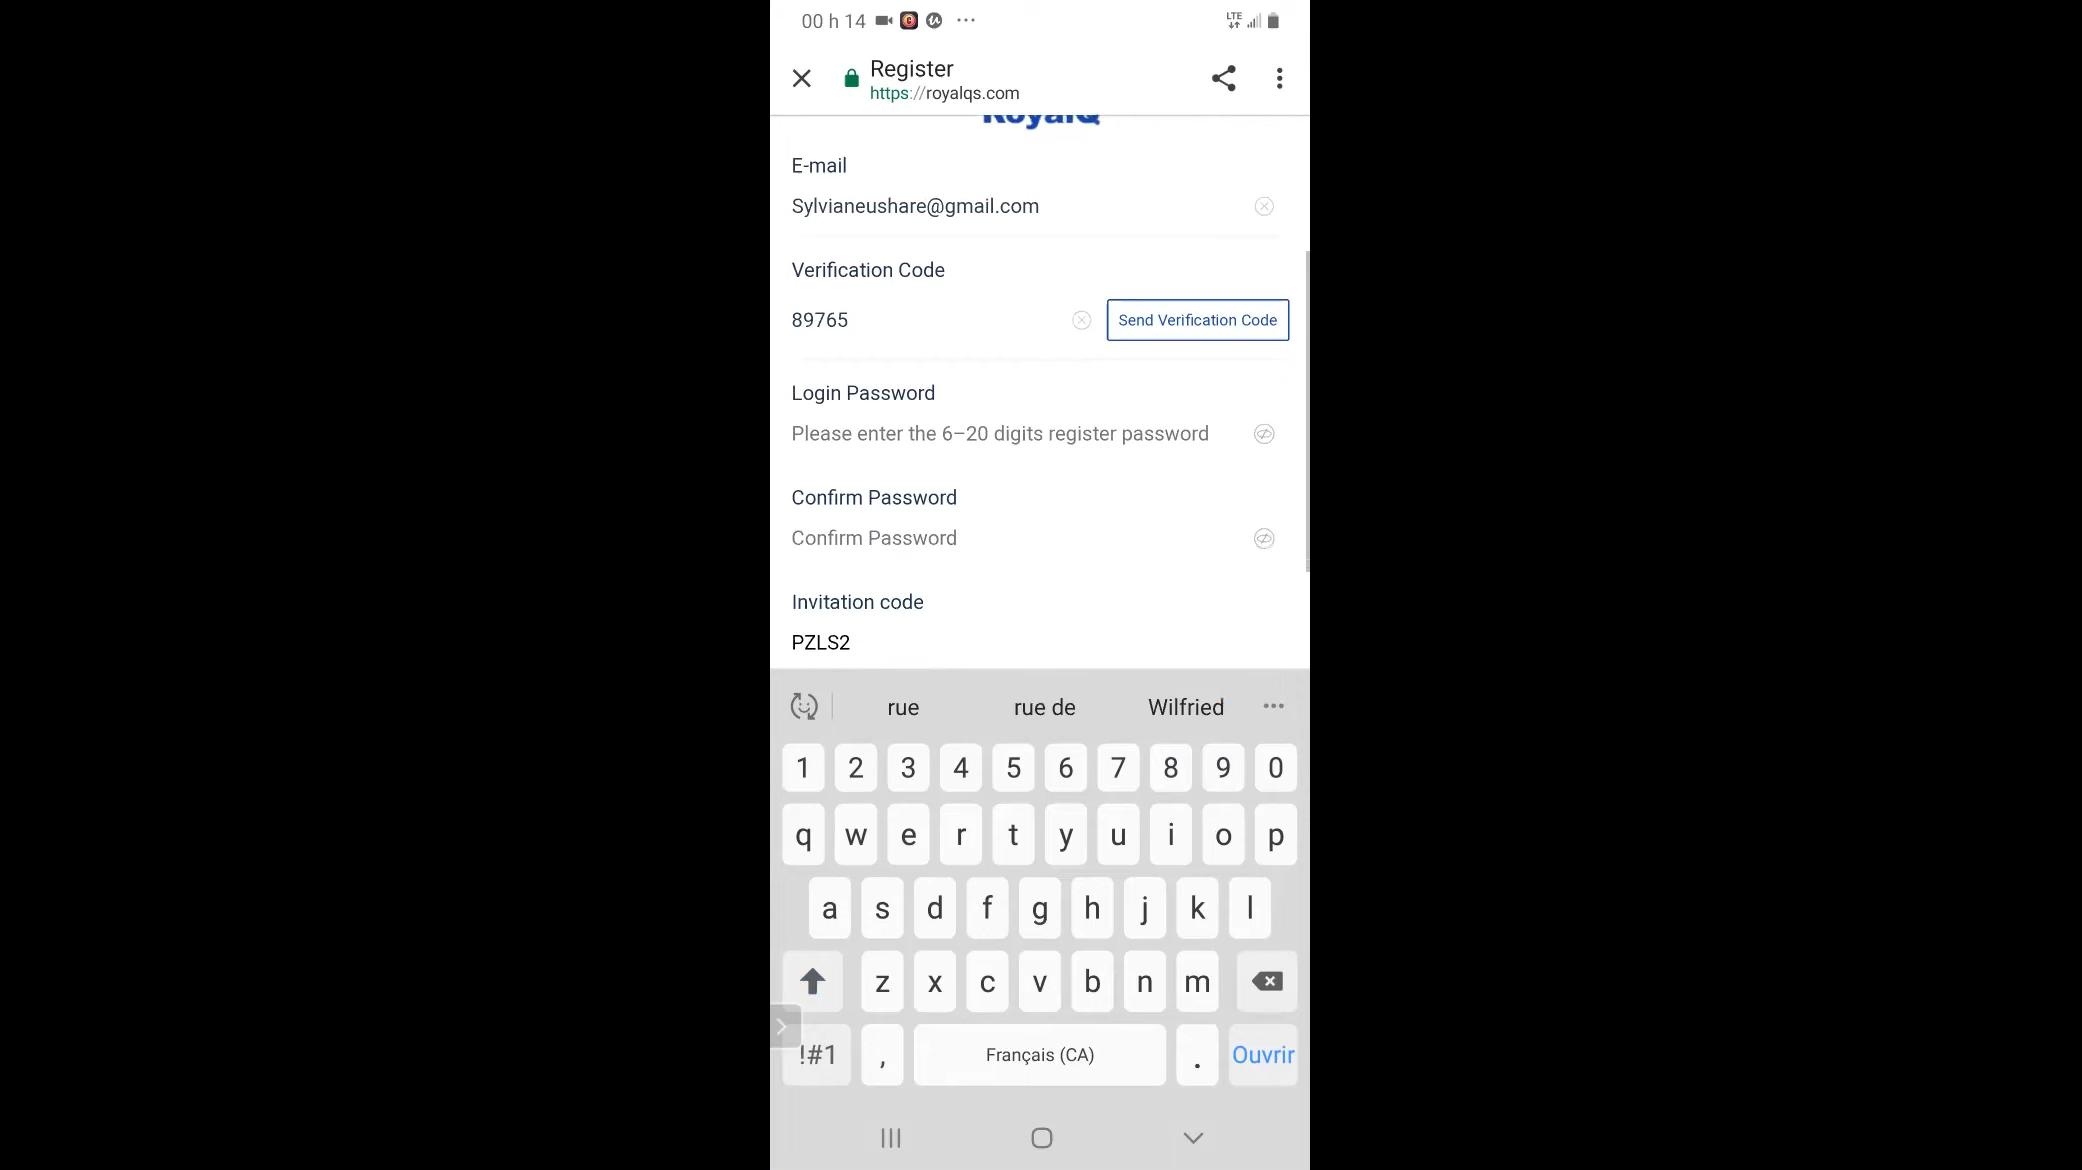 00 h 14
LTE
Register
https://royalqs.com
RoyalQ
E-mail
Sylvianeushare@gmail.com
Verification Code
89765
Send Verification Code
Login Password
Please enter the 6–20 digits register password
Confirm Password
Confirm Password
Invitation code
PZLS2
rue rue de Wilfried
1 2 3 4 5 6 7 8 9 0
q w e r t y u i o p
a s d f g h j k l
z x c v b n m
!#1 , Français (CA) . Ouvrir